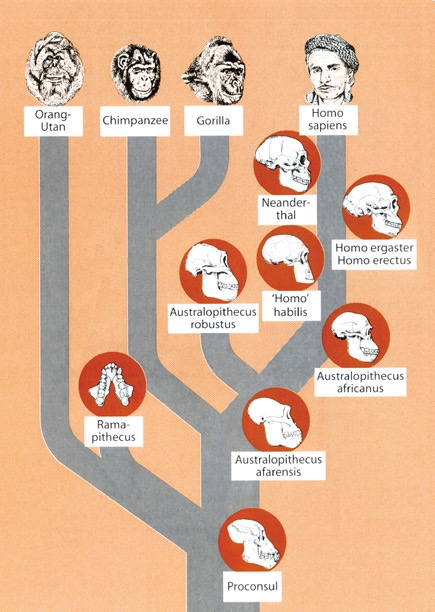 Orang-
Utan
Chimpanzee
Gorilla
Homo
sapiens
Neander-
thal
Homo ergaster
Homo erectus
Australopithecus
robustus
'Homo'
habilis
Australopithecus
africanus
Rama-
pithecus
Australopithecus
afarensis
Proconsul